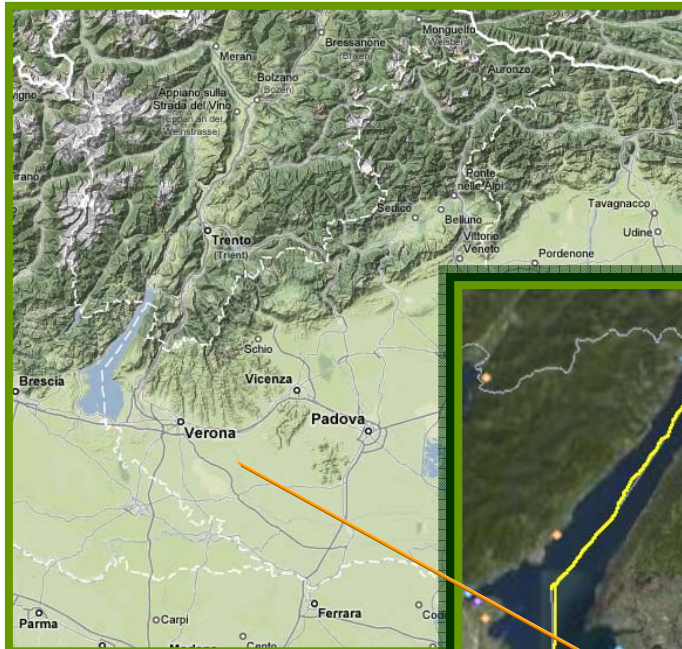 Monguelfo
(Welsberg)
Bressanone
Meran
Auronzo
Bolzano
(Bozen)
Appiano sulla
Strada del Vino
(Eppan an der
Weinstrasse)
Ponte
nelle Alpi
Tavagnacco
Sedico
Belluno
Udine
Trento
(Trient)
Vittorio
Veneto
Pordenone
Schio
Brescia
Vicenza
Padova
Verona
Ferrara
Parma
Carpi
Cento